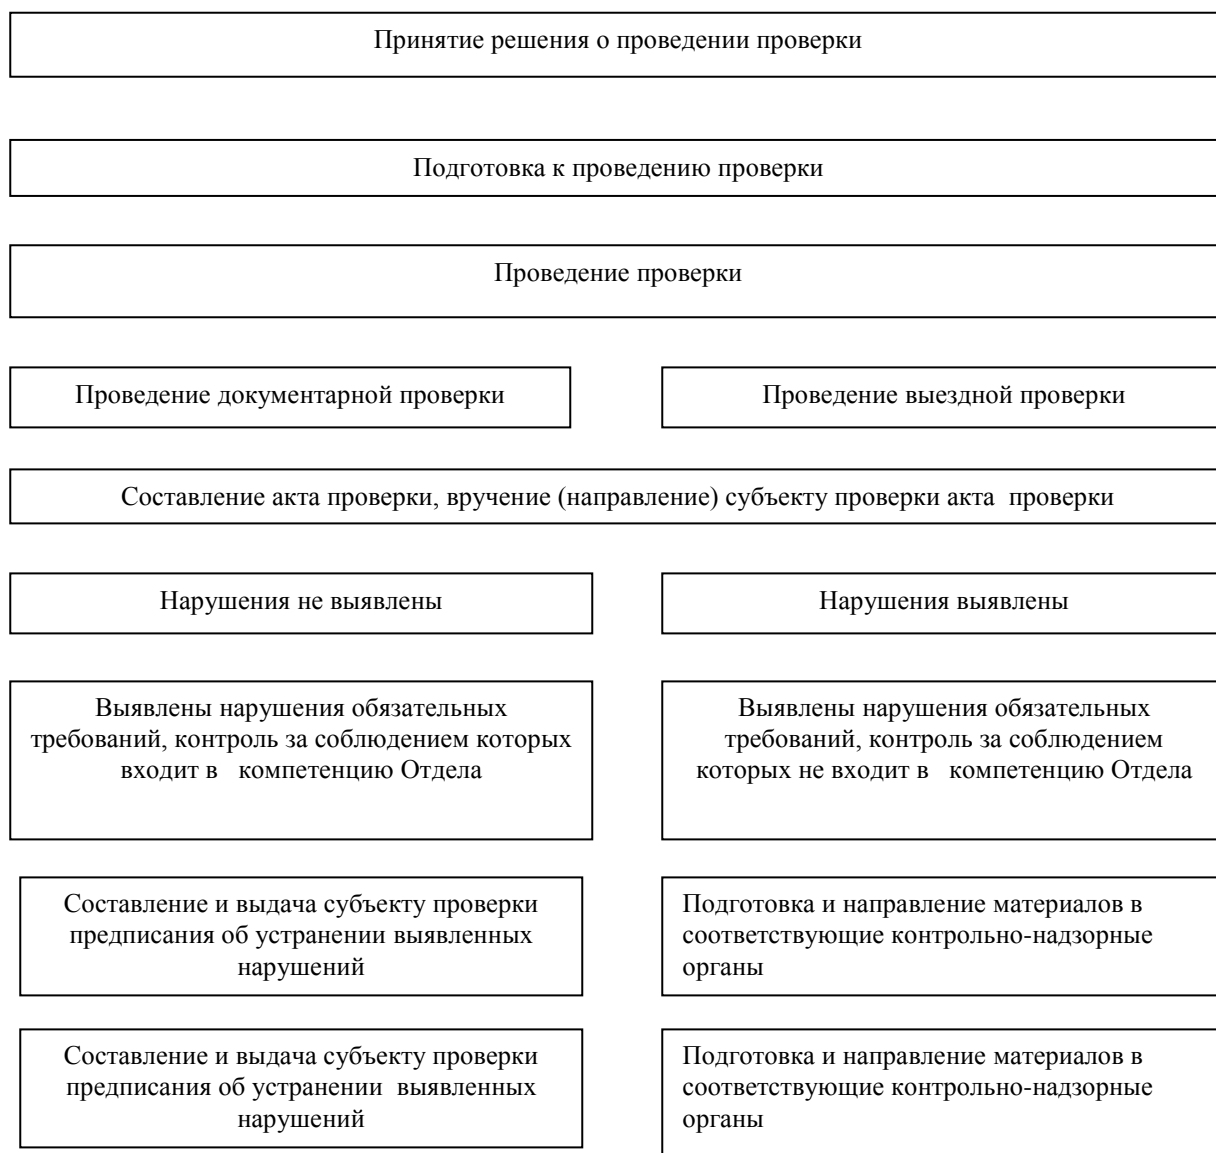 Принятие решения о проведении проверки
Подготовка к проведению проверки
Проведение проверки
Проведение документарной проверки
Проведение выездной проверки
Составление акта проверки, вручение (направление) субъекту проверки акта  проверки
Нарушения не выявлены
Нарушения выявлены
Выявлены нарушения обязательных
требований, контроль за соблюдением которых
входит в   компетенцию Отдела
Выявлены нарушения обязательных
требований, контроль за соблюдением
которых не входит в   компетенцию Отдела
Составление и выдача субъекту проверки
предписания об устранении выявленных
нарушений
Подготовка и направление материалов в
соответствующие контрольно-надзорные
органы
Составление и выдача субъекту проверки
предписания об устранении  выявленных
нарушений
Подготовка и направление материалов в
соответствующие контрольно-надзорные
органы